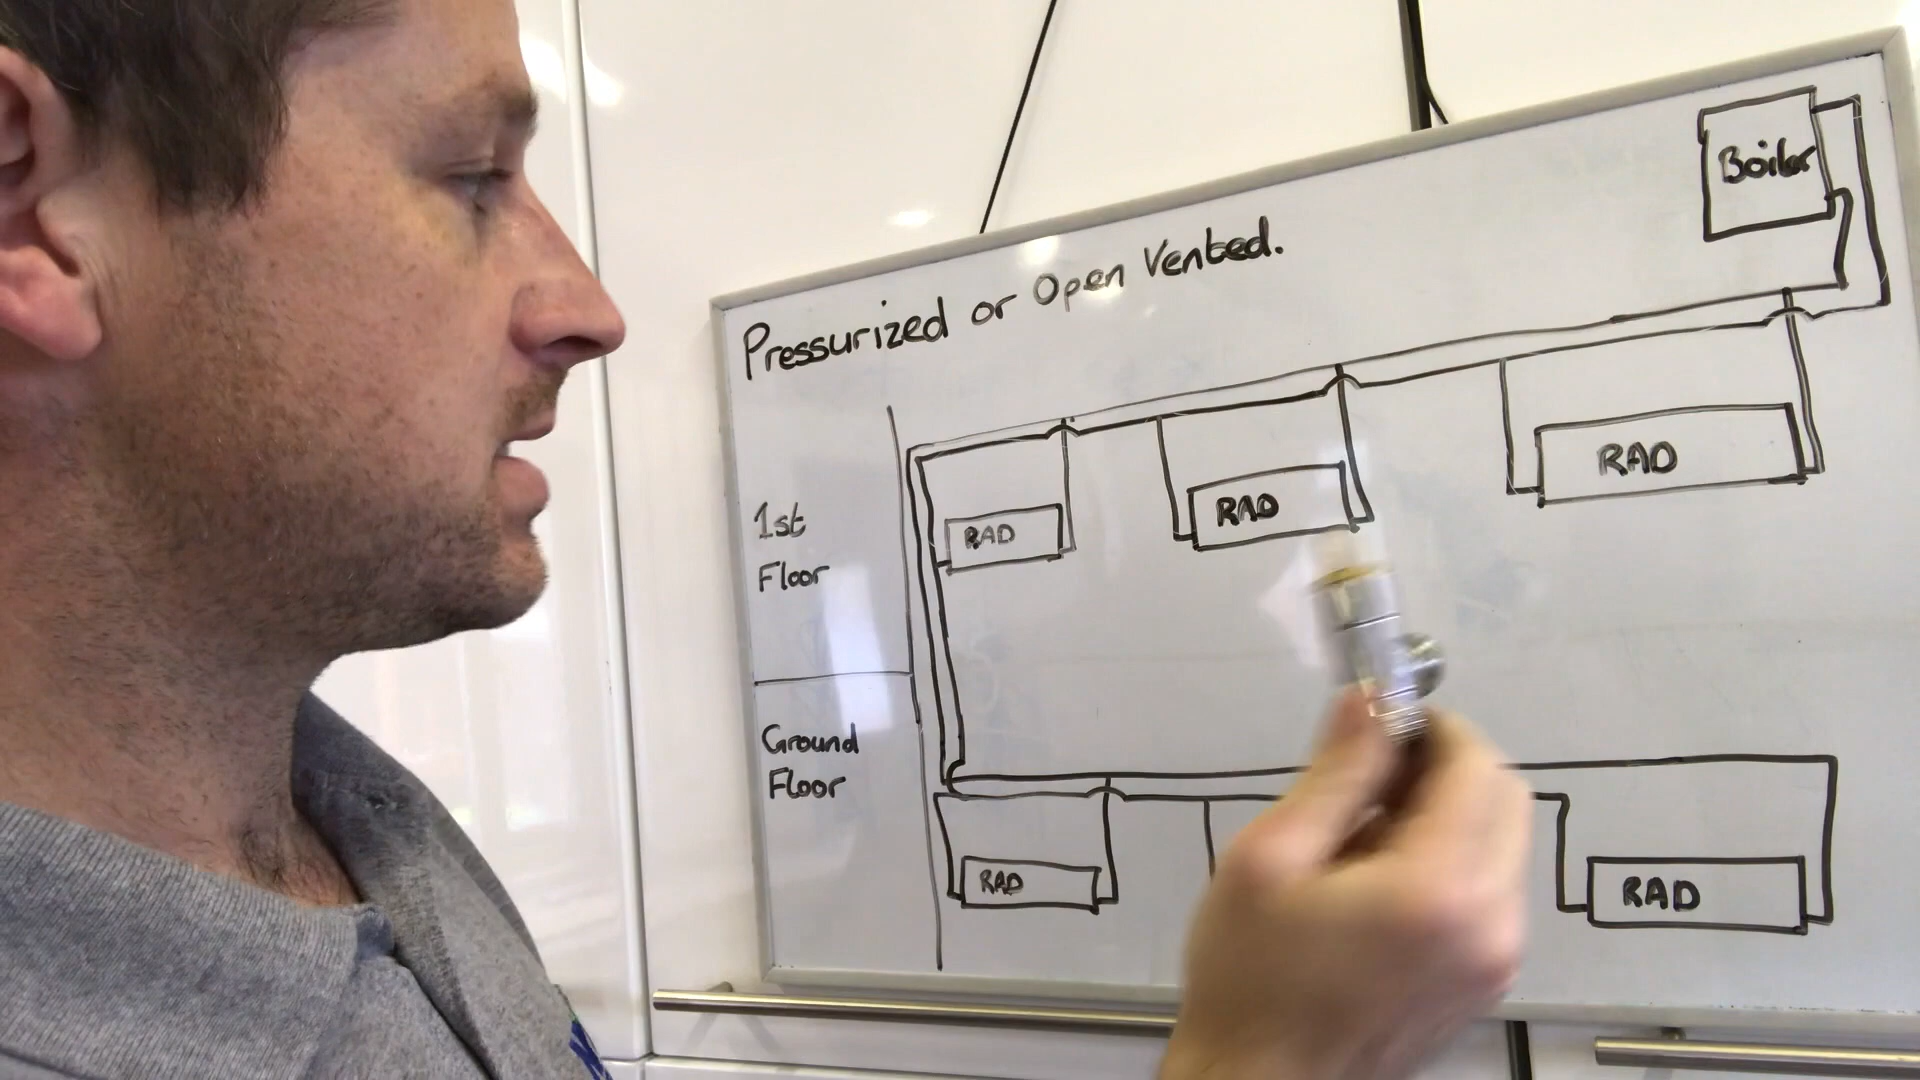 Boiler
Pressurized or Open Vented.
RAD
RAD
RAD
1st
Floor
Ground
Floor
RAD
RAD